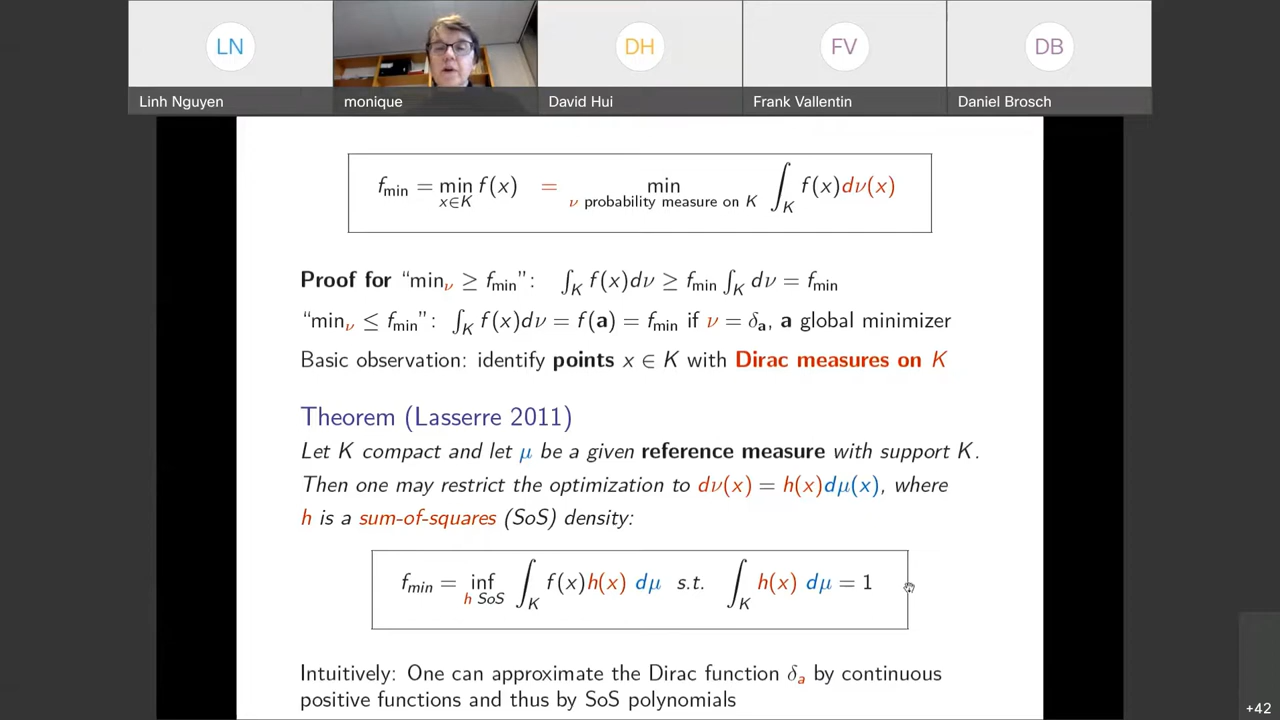 LN
DH
FV
DB
Linh Nguyen
monique
David Hui
Frank Vallentin
Daniel Brosch
f_min = min_{x∈K} f(x) = min_{ν probability measure on K} ∫_K f(x)dν(x)
Proof for “min_ν ≥ f_min”: ∫_K f(x)dν ≥ f_min ∫_K dν = f_min
“min_ν ≤ f_min”: ∫_K f(x)dν = f(a) = f_min if ν = δ_a, a global minimizer
Basic observation: identify points x ∈ K with Dirac measures on K
Theorem (Lasserre 2011)
Let K compact and let μ be a given reference measure with support K.
Then one may restrict the optimization to dν(x) = h(x)dμ(x), where
h is a sum-of-squares (SoS) density:
f_min = inf_{h SoS} ∫_K f(x)h(x) dμ s.t. ∫_K h(x) dμ = 1
Intuitively: One can approximate the Dirac function δ_a by continuous
positive functions and thus by SoS polynomials
+42